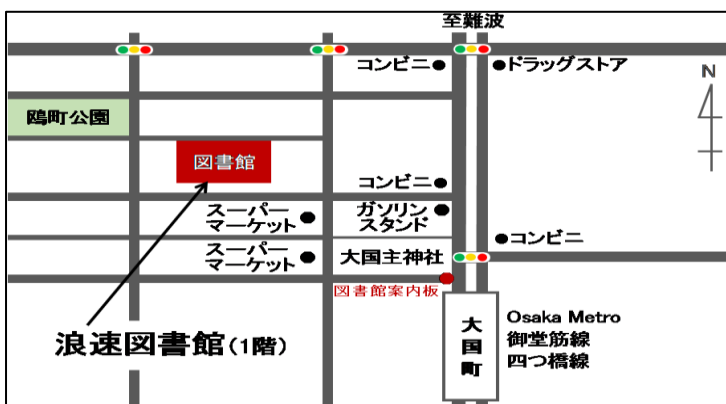 至難波
コンビニ
ドラッグストア
N
鴎町公園
図書館
コンビニ
スーパー
マーケット
ガソリン
スタンド
コンビニ
スーパー
マーケット
大国主神社
図書館案内板
浪速図書館(1階)
大国町
Osaka Metro
御堂筋線
四つ橋線